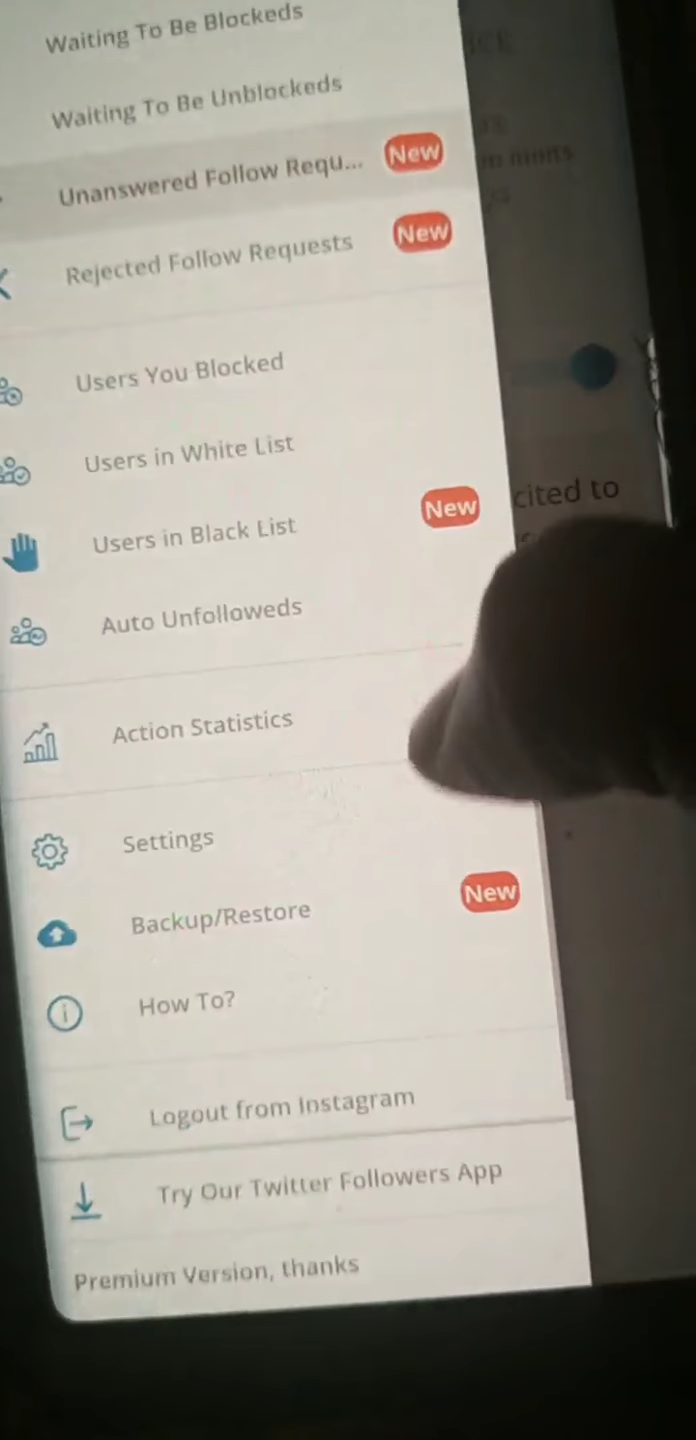 Waiting To Be Blockeds
Waiting To Be Unblockeds
Unanswered Follow Requ... New
Rejected Follow Requests New
Users You Blocked
Users in White List
Users in Black List New
cited to
Auto Unfolloweds
Action Statistics
Settings
Backup/Restore New
How To?
Logout from Instagram
Try Our Twitter Followers App
Premium Version, thanks